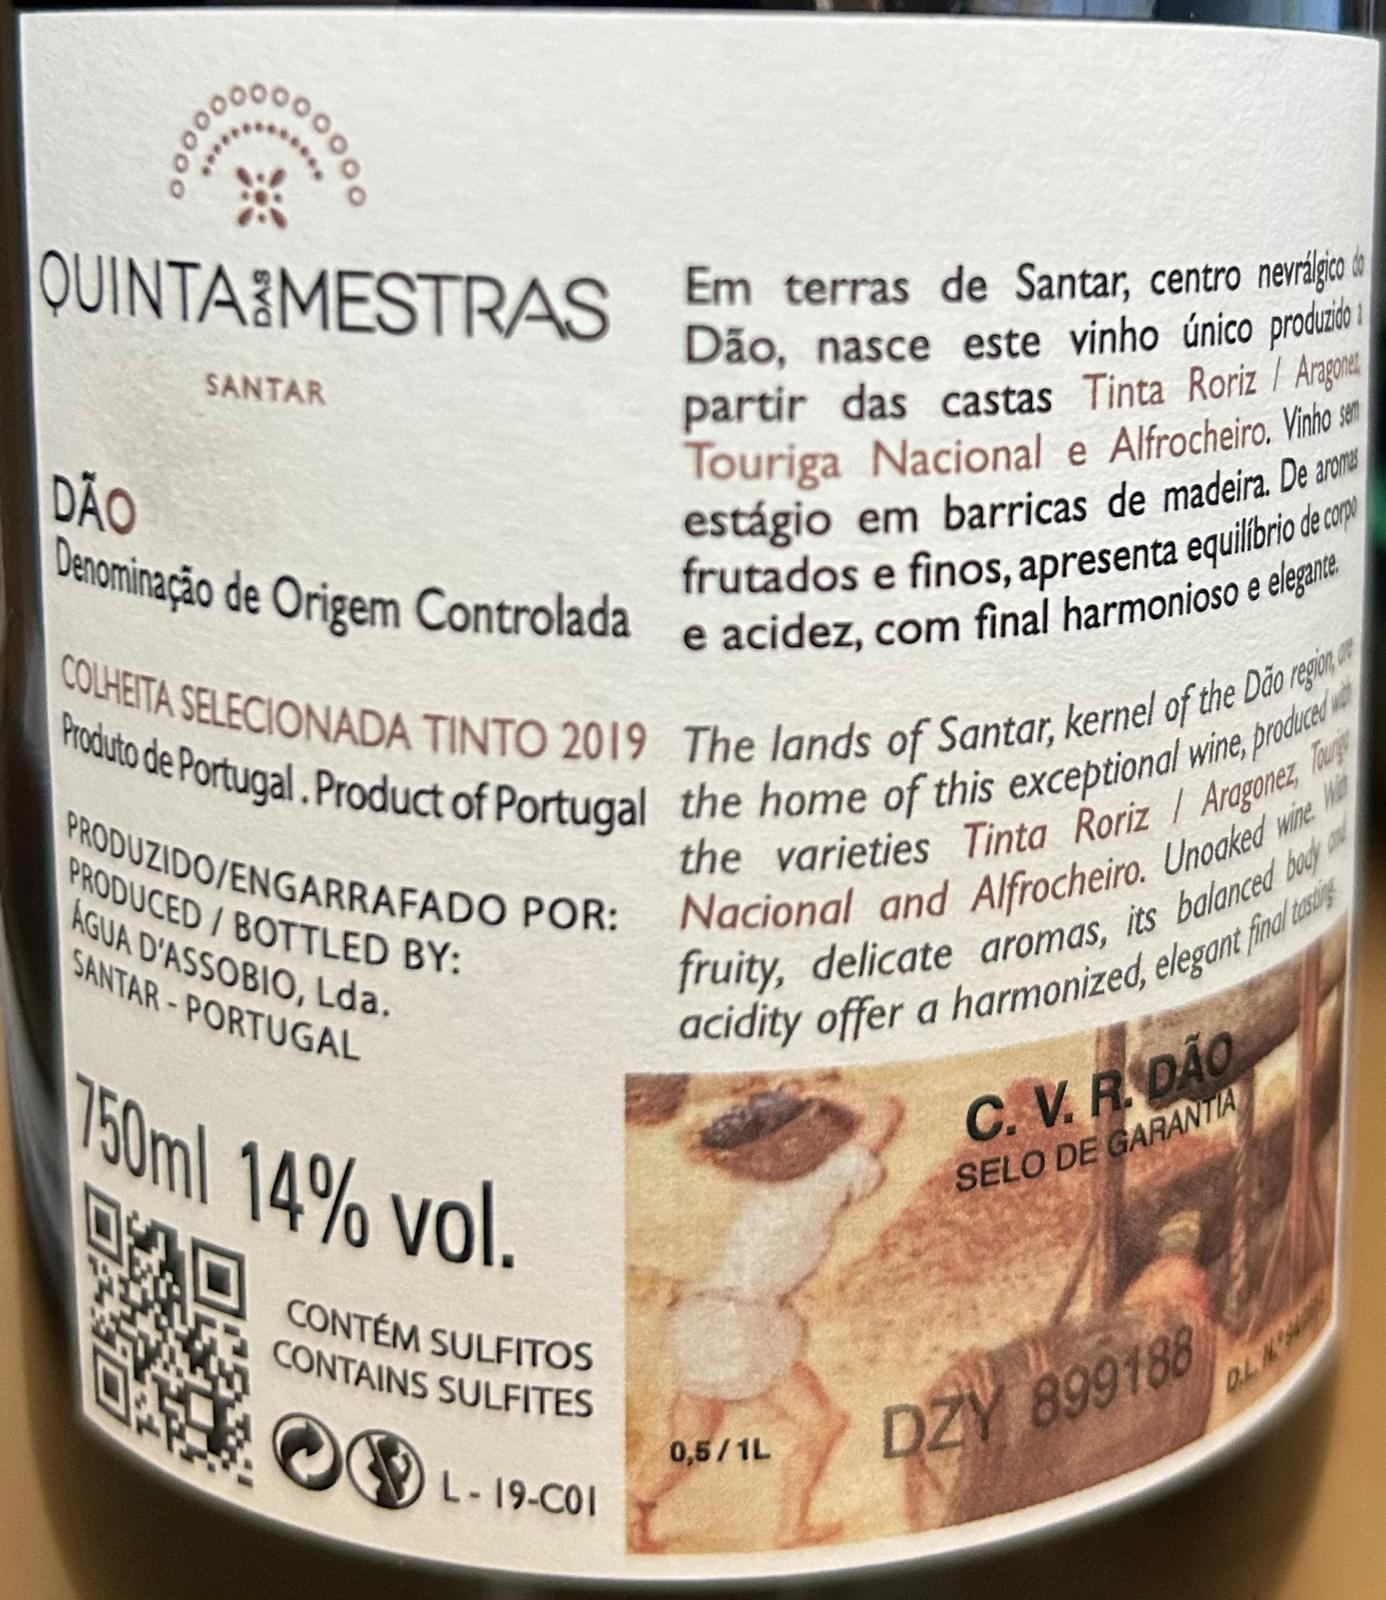 QUINTA DAS MESTRAS
SANTAR
DÃO
Denominação de Origem Controlada
COLHEITA SELECIONADA TINTO 2019
Produto de Portugal . Product of Portugal
PRODUZIDO/ENGARRAFADO POR:
PRODUCED / BOTTLED BY:
ÁGUA D'ASSOBIO, Lda.
SANTAR - PORTUGAL
750ml 14% vol.
CONTÉM SULFITOS
CONTAINS SULFITES
L - 19-C01
Em terras de Santar, centro nevrálgico do
Dão, nasce este vinho único produzido a
partir das castas Tinta Roriz / Aragonez,
Touriga Nacional e Alfrocheiro. Vinho sem
estágio em barricas de madeira. De aromas
frutados e finos, apresenta equilíbrio de corpo
e acidez, com final harmonioso e elegante.
The lands of Santar, kernel of the Dão region, are
the home of this exceptional wine, produced with
the varieties Tinta Roriz / Aragonez, Touriga
Nacional and Alfrocheiro. Unoaked wine. With
fruity, delicate aromas, its balanced body and
acidity offer a harmonized, elegant final tasting.
C. V. R. DÃO
SELO DE GARANTIA
DZY 899188
0,5 / 1L
D.L. N.º